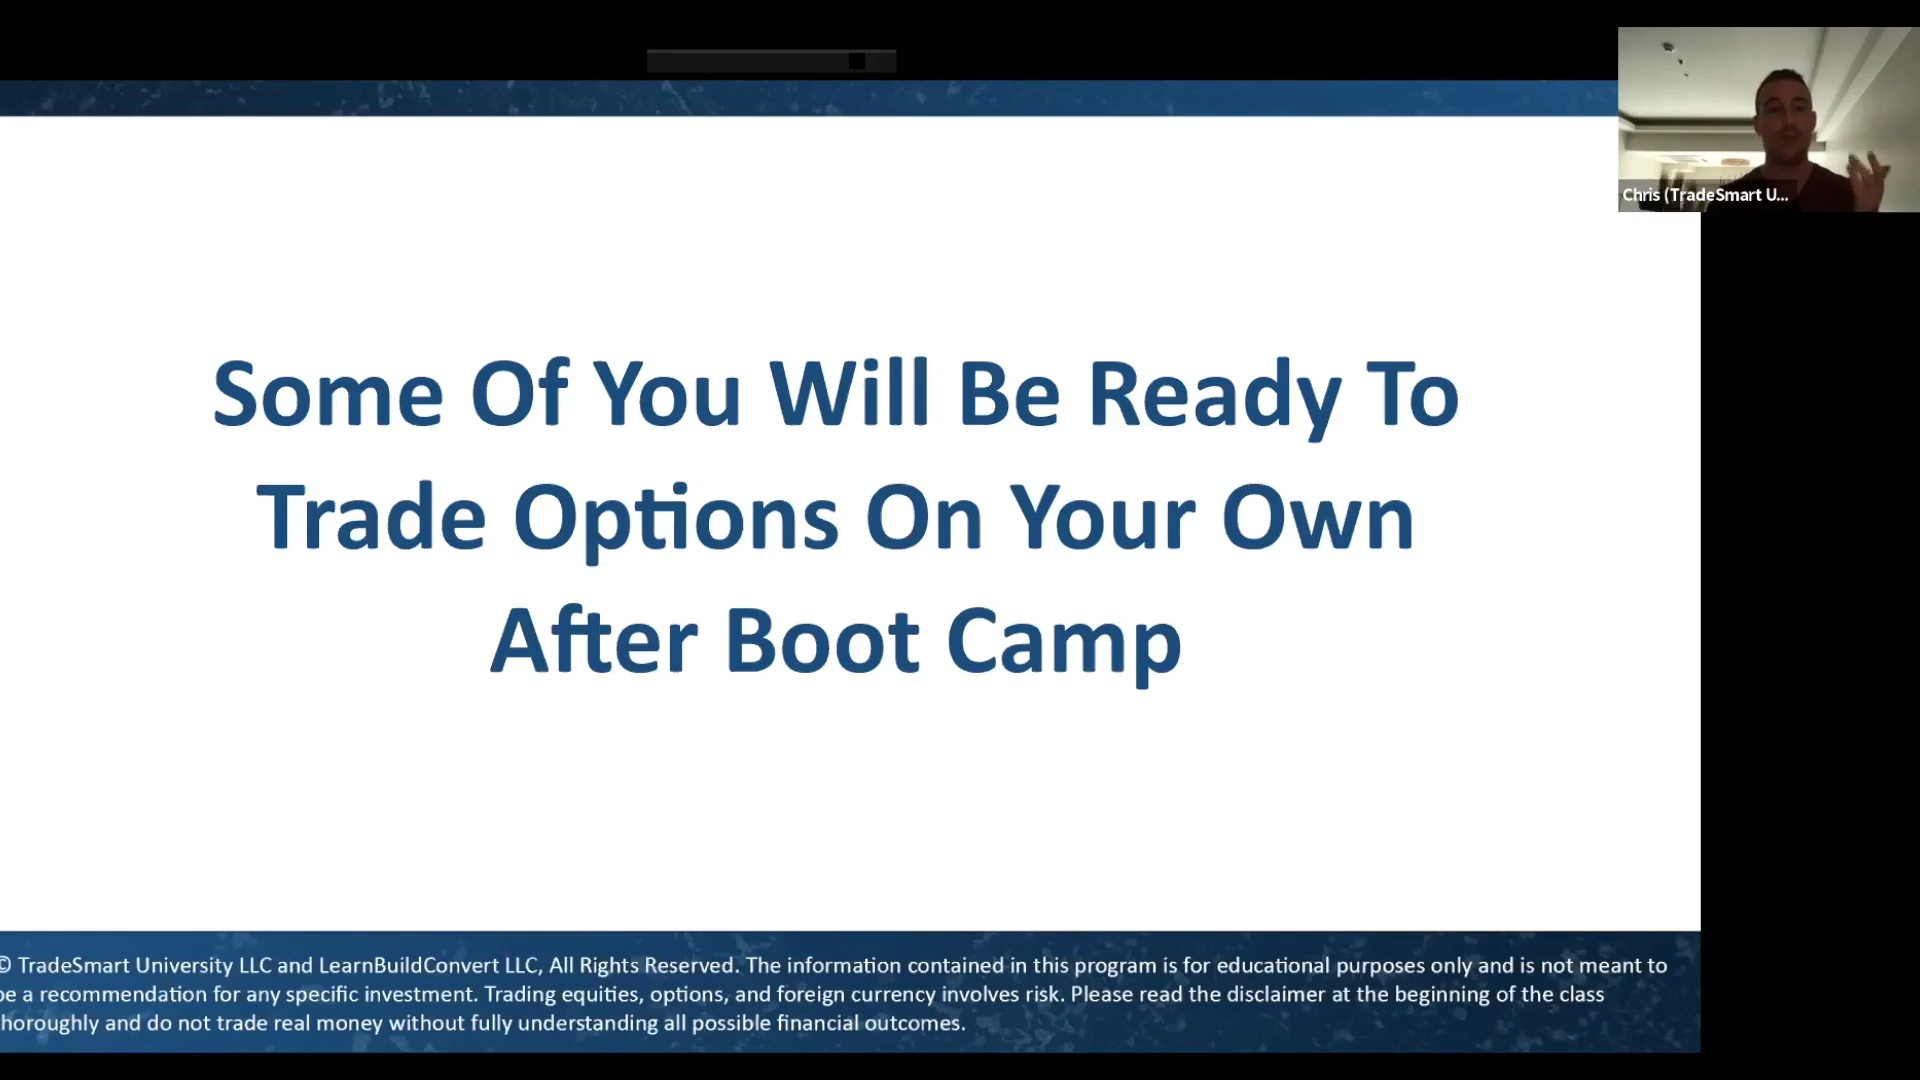 Chris (TradeSmart U...
Some Of You Will Be Ready To
Trade Options On Your Own
After Boot Camp
© TradeSmart University LLC and LearnBuildConvert LLC, All Rights Reserved. The information contained in this program is for educational purposes only and is not meant to
be a recommendation for any specific investment. Trading equities, options, and foreign currency involves risk. Please read the disclaimer at the beginning of the class
horoughly and do not trade real money without fully understanding all possible financial outcomes.